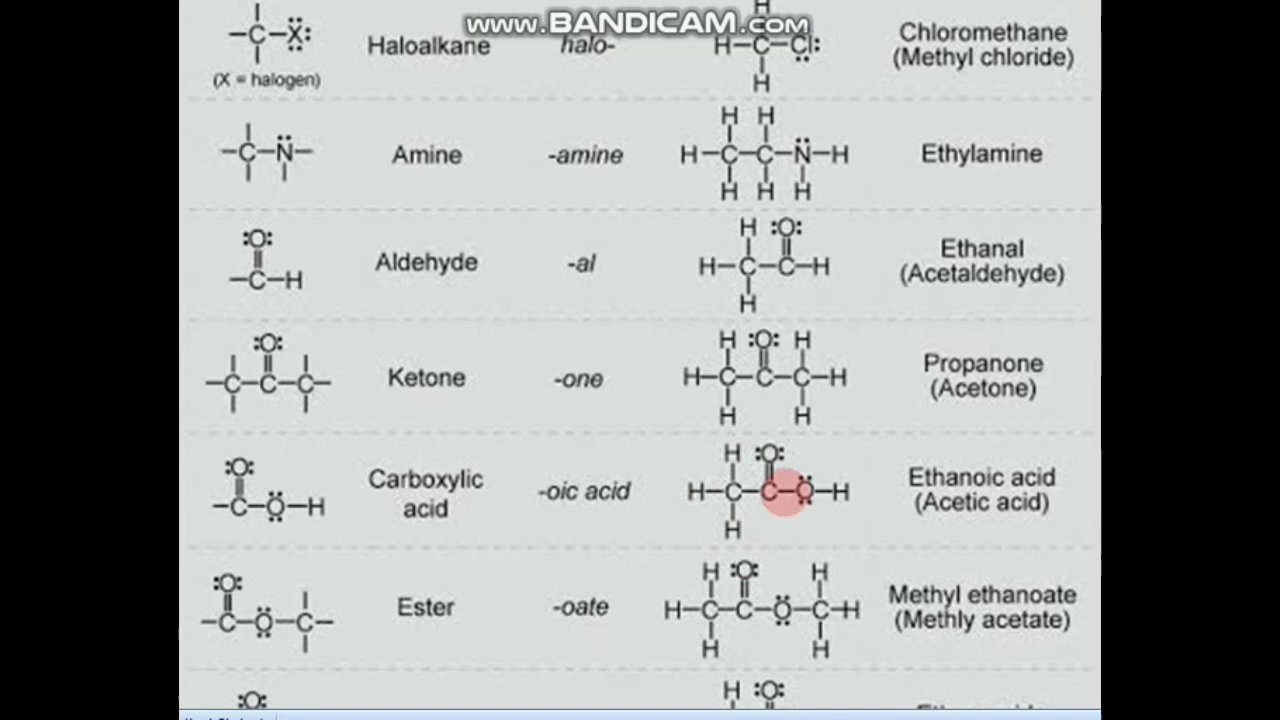 www.BANDICAM.com
H
–C–X:
Haloalkane
halo-
H–C–Cl:
Chloromethane
(Methyl chloride)
(X = halogen)
H
H H
–C–N–
Amine
-amine
H–C–C–N–H
Ethylamine
H H H
:O:
H :O:
Aldehyde
-al
Ethanal
(Acetaldehyde)
–C–H
H–C–C–H
H
:O:
H :O: H
–C–C–C–
Ketone
-one
H–C–C–C–H
Propanone
(Acetone)
H H
:O:
H :O:
Carboxylic
acid
-oic acid
Ethanoic acid
(Acetic acid)
–C–O–H
H–C–C–O–H
H
:O:
H :O: H
–C–O–C–
Ester
-oate
H–C–C–O–C–H
Methyl ethanoate
(Methly acetate)
H H
:O:
H :O: